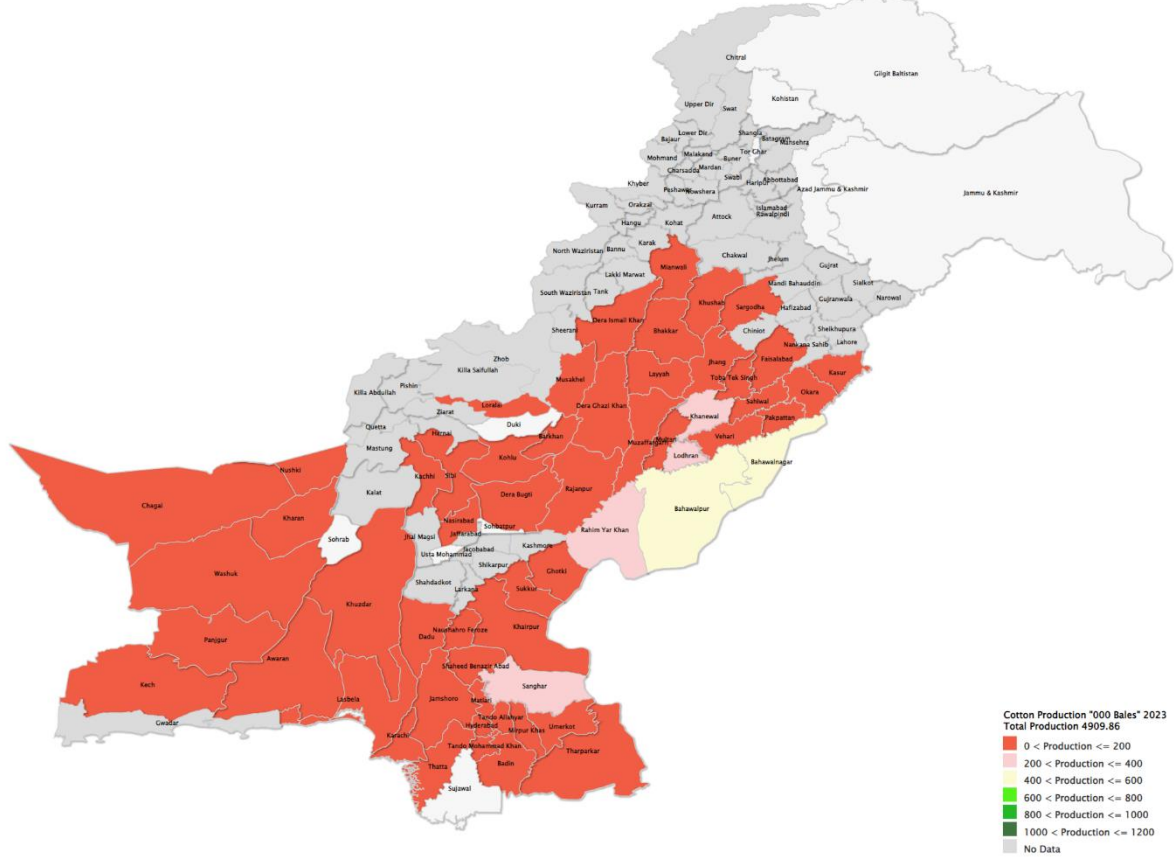 Chitral
Gilgit Baltistan
Kohistan
Upper Dir
Swat
Lower Dir
Shangla
Batagram
Bajaur
Mansehra
Tor Ghar
Malakand
Buner
Mohmand
Mardan
Charsadda
Swabi
Abbottabad
Haripur
Khyber
Peshawar
Nowshera
Azad Jammu & Kashmir
Jammu & Kashmir
Kurram
Orakzai
Islamabad
Rawalpindi
Attock
Hangu
Kohat
Karak
North Waziristan
Bannu
Chakwal
Jhelum
Mianwali
Gujrat
Lakki Marwat
Mandi Bahauddin
Sialkot
South Waziristan
Tank
Khushab
Sargodha
Hafizabad
Gujranwala
Narowal
Dera Ismail Khan
Sheerani
Bhakkar
Chiniot
Sheikhupura
Nankana Sahib
Lahore
Zhob
Faisalabad
Killa Saifullah
Jhang
Layyah
Toba Tek Singh
Kasur
Musakhel
Pishin
Killa Abdullah
Okara
Sahiwal
Loralai
Dera Ghazi Khan
Ziarat
Khanewal
Pakpattan
Duki
Quetta
Harnai
Barkhan
Muzaffargarh
Multan
Vehari
Mastung
Kohlu
Lodhran
Bahawalnagar
Nushki
Kachhi
Sibi
Kalat
Dera Bugti
Rajanpur
Chagai
Bahawalpur
Kharan
Nasirabad
Sohbatpur
Rahim Yar Khan
Jhal Magsi
Jaffarabad
Sohrab
Jacobabad
Kashmore
Usta Mohammad
Ghotki
Shikarpur
Washuk
Shahdadkot
Larkana
Sukkur
Khuzdar
Khairpur
Naushahro Feroze
Dadu
Panjgur
Awaran
Shaheed Benazir Abad
Kech
Sanghar
Lasbela
Jamshoro
Matiari
Tando Allahyar
Gwadar
Hyderabad
Mirpur Khas
Umerkot
Karachi
Tando Mohammad Khan
Tharparkar
Thatta
Badin
Sujawal
Cotton Production "000 Bales" 2023
Total Production 4909.86
0 < Production <= 200
200 < Production <= 400
400 < Production <= 600
600 < Production <= 800
800 < Production <= 1000
1000 < Production <= 1200
No Data